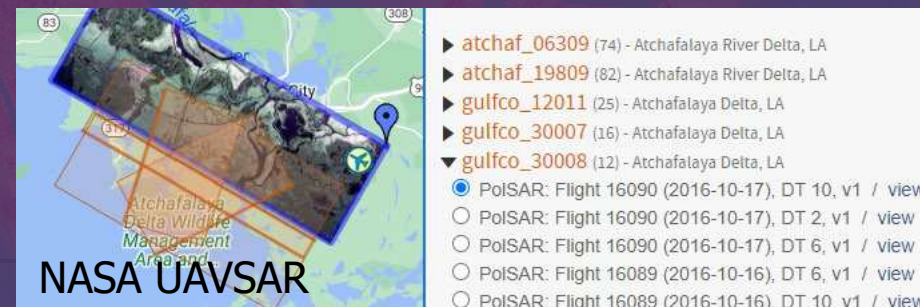 83
308
City
9
317
Atchafalaya
Delta Wildlife
Management
Area and...
NASA UAVSAR
▶ atchaf_06309 (74) - Atchafalaya River Delta, LA
▶ atchaf_19809 (82) - Atchafalaya River Delta, LA
▶ gulfco_12011 (25) - Atchafalaya Delta, LA
▶ gulfco_30007 (16) - Atchafalaya Delta, LA
▼ gulfco_30008 (12) - Atchafalaya Delta, LA
PolSAR: Flight 16090 (2016-10-17), DT 10, v1 / view
PolSAR: Flight 16090 (2016-10-17), DT 2, v1 / view
PolSAR: Flight 16090 (2016-10-17), DT 6, v1 / view
PolSAR: Flight 16089 (2016-10-16), DT 6, v1 / view
PolSAR: Flight 16089 (2016-10-16), DT 10, v1 / view